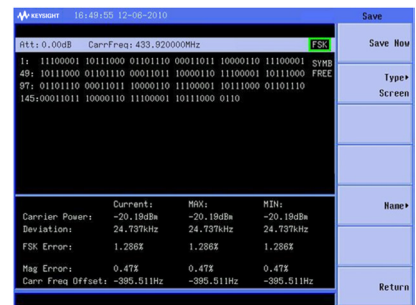 KEYSIGHT 16:49:55 12-06-2010
Save
Att: 0.00dB CarrFreq: 433.920000MHz FSK
Save Now
1: 11100001 10111000 01101110 00011011 10000110 11100001 SYMB
49: 10111000 01101110 00011011 10000110 11100001 10111000 FREE
97: 01101110 00011011 10000110 11100001 10111000 01101110
145:00011011 10000110 11100001 10111000 0110
Type
Screen
Current: MAX: MIN:
Carrier Power: -20.19dBm -20.19dBm -20.19dBm
Deviation: 24.737kHz 24.737kHz 24.737kHz
FSK Error: 1.286% 1.286% 1.286%
Mag Error: 0.47% 0.47% 0.47%
Carr Freq Offset: -395.511Hz -395.511Hz -395.511Hz
Name
Return